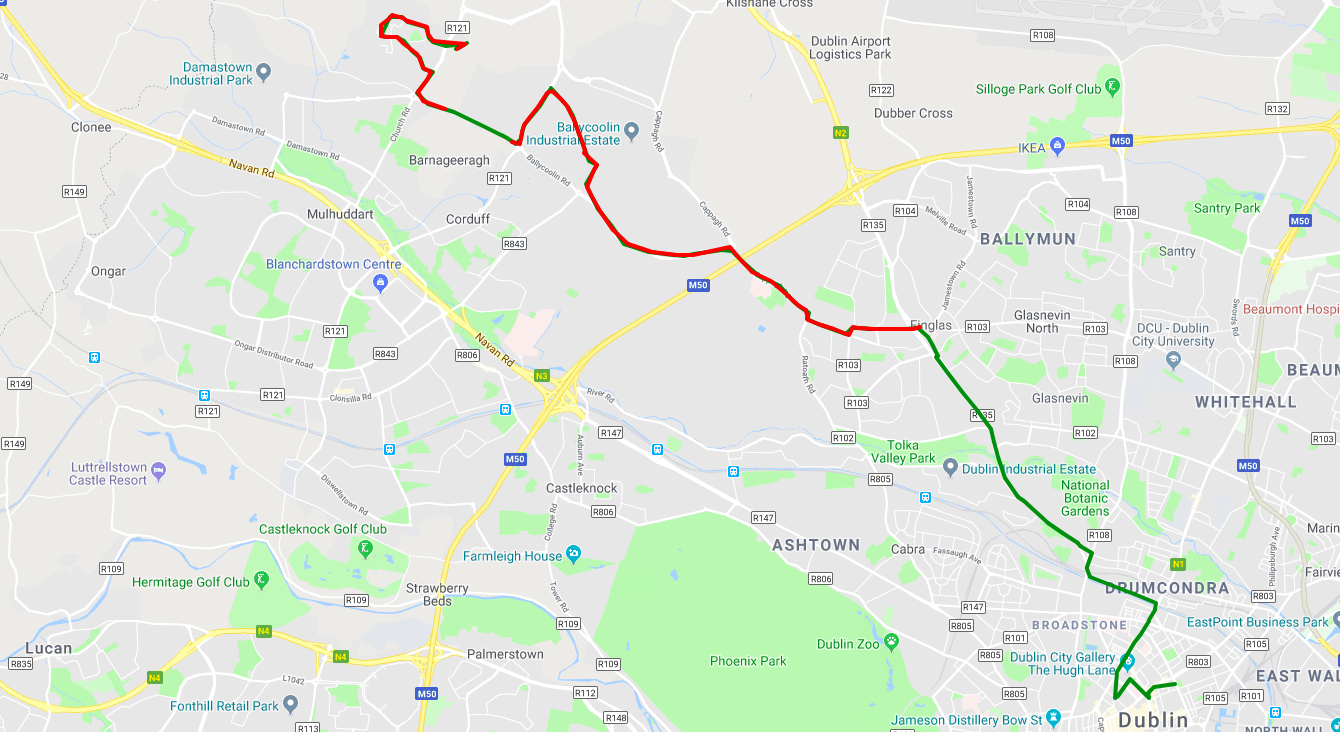 Kilshane Cross
R121
R108
Dublin Airport
Logistics Park
Damastown
Industrial Park
R122
Silloge Park Golf Club
Dubber Cross
R132
Clonee
Damastown Rd
Church Rd
Cappagh Rd
Ballycoolin
Industrial Estate
N2
M50
IKEA
Damastown Rd
Barnageeragh
Navan Rd
Ballycoolin Rd
R121
R149
Jamestown Rd
R104
R104
R108
Santry Park
Mulhuddart
Corduff
Cappagh Rd
Melville Road
R135
M50
R843
BALLYMUN
Santry
Blanchardstown Centre
Ongar
M50
Jamestown Rd
Swords Rd
Beaumont Hospi
R121
Finglas
R103
Glasnevin
North
R103
DCU - Dublin
City University
Ongar Distributor Road
R843
R806
Navan Rd
R103
R108
Ratoath Rd
BEAUM
R149
N3
R121
R121
Clonsilla Rd
River Rd
R103
Glasnevin
WHITEHALL
R135
R149
R147
Auburn Ave
R102
R102
R103
Tolka
Valley Park
M50
M50
Luttrellstown
Castle Resort
Dublin Industrial Estate
Diswellstown Rd
Castleknock
R805
National
Botanic
Gardens
R806
College Rd
R147
Castleknock Golf Club
R108
Philipsburgh Ave
Marin
ASHTOWN
Cabra
Fassaugh Ave
Farmleigh House
R109
N1
Hermitage Golf Club
R806
DRUMCONDRA
Fairvie
Strawberry
Beds
R109
Tower Rd
R803
R147
R109
R805
BROADSTONE
EastPoint Business Park
N4
R101
Lucan
Dublin Zoo
R105
R835
N4
Palmerstown
R109
Phoenix Park
R805
Dublin City Gallery
The Hugh Lane
R803
N4
L1042
EAST WAL
M50
R112
R805
R105
R101
Fonthill Retail Park
R148
Jameson Distillery Bow St
Dublin
R113
NORTH WALL